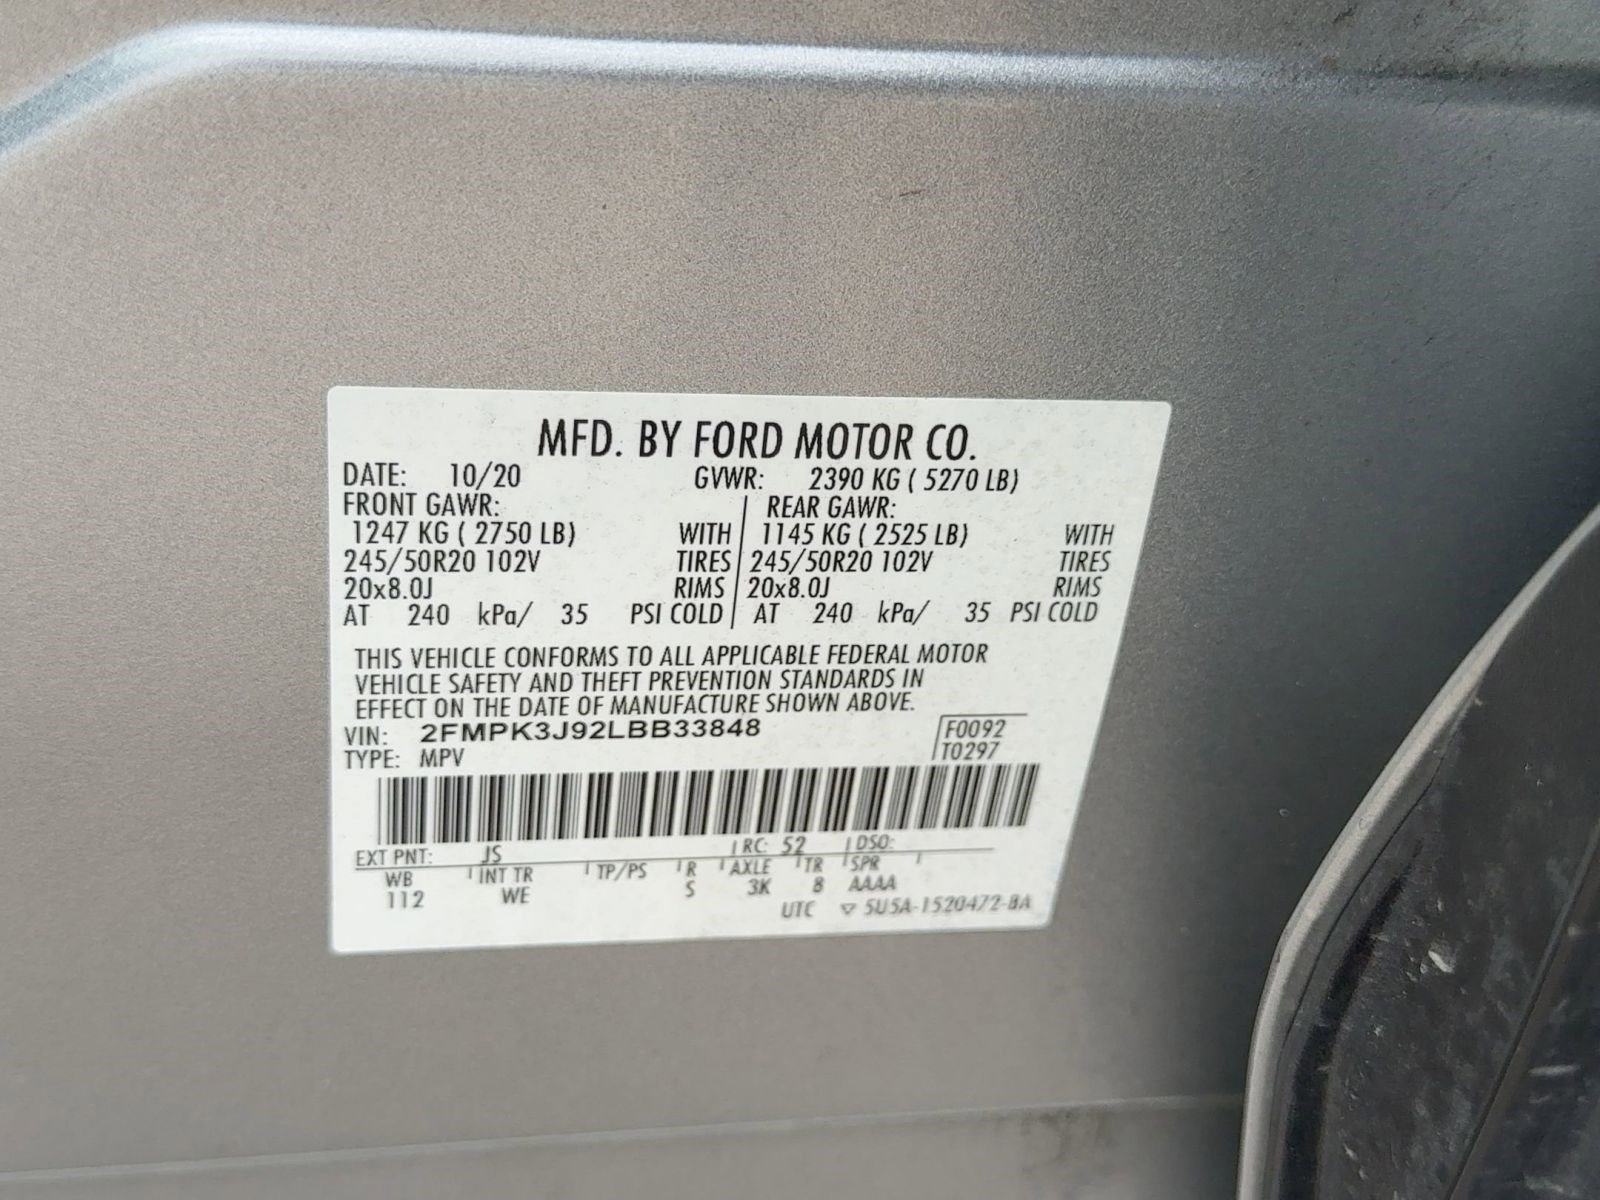 MFD. BY FORD MOTOR CO.
DATE: 10/20 GVWR: 2390 KG ( 5270 LB)
FRONT GAWR: REAR GAWR:
1247 KG ( 2750 LB) WITH 1145 KG ( 2525 LB) WITH
245/50R20 102V TIRES 245/50R20 102V TIRES
20x8.0J RIMS 20x8.0J RIMS
AT 240 kPa/ 35 PSI COLD AT 240 kPa/ 35 PSI COLD
THIS VEHICLE CONFORMS TO ALL APPLICABLE FEDERAL MOTOR
VEHICLE SAFETY AND THEFT PREVENTION STANDARDS IN
EFFECT ON THE DATE OF MANUFACTURE SHOWN ABOVE.
VIN: 2FMPK3J92LBB33848 F0092
TYPE: MPV T0297
EXT PNT: JS RC: 52 DSO:
WB INT TR TP/PS R AXLE TR SPR
112 WE S 3K 8 AAAA
UTC ▽ 5U5A-1520472-BA